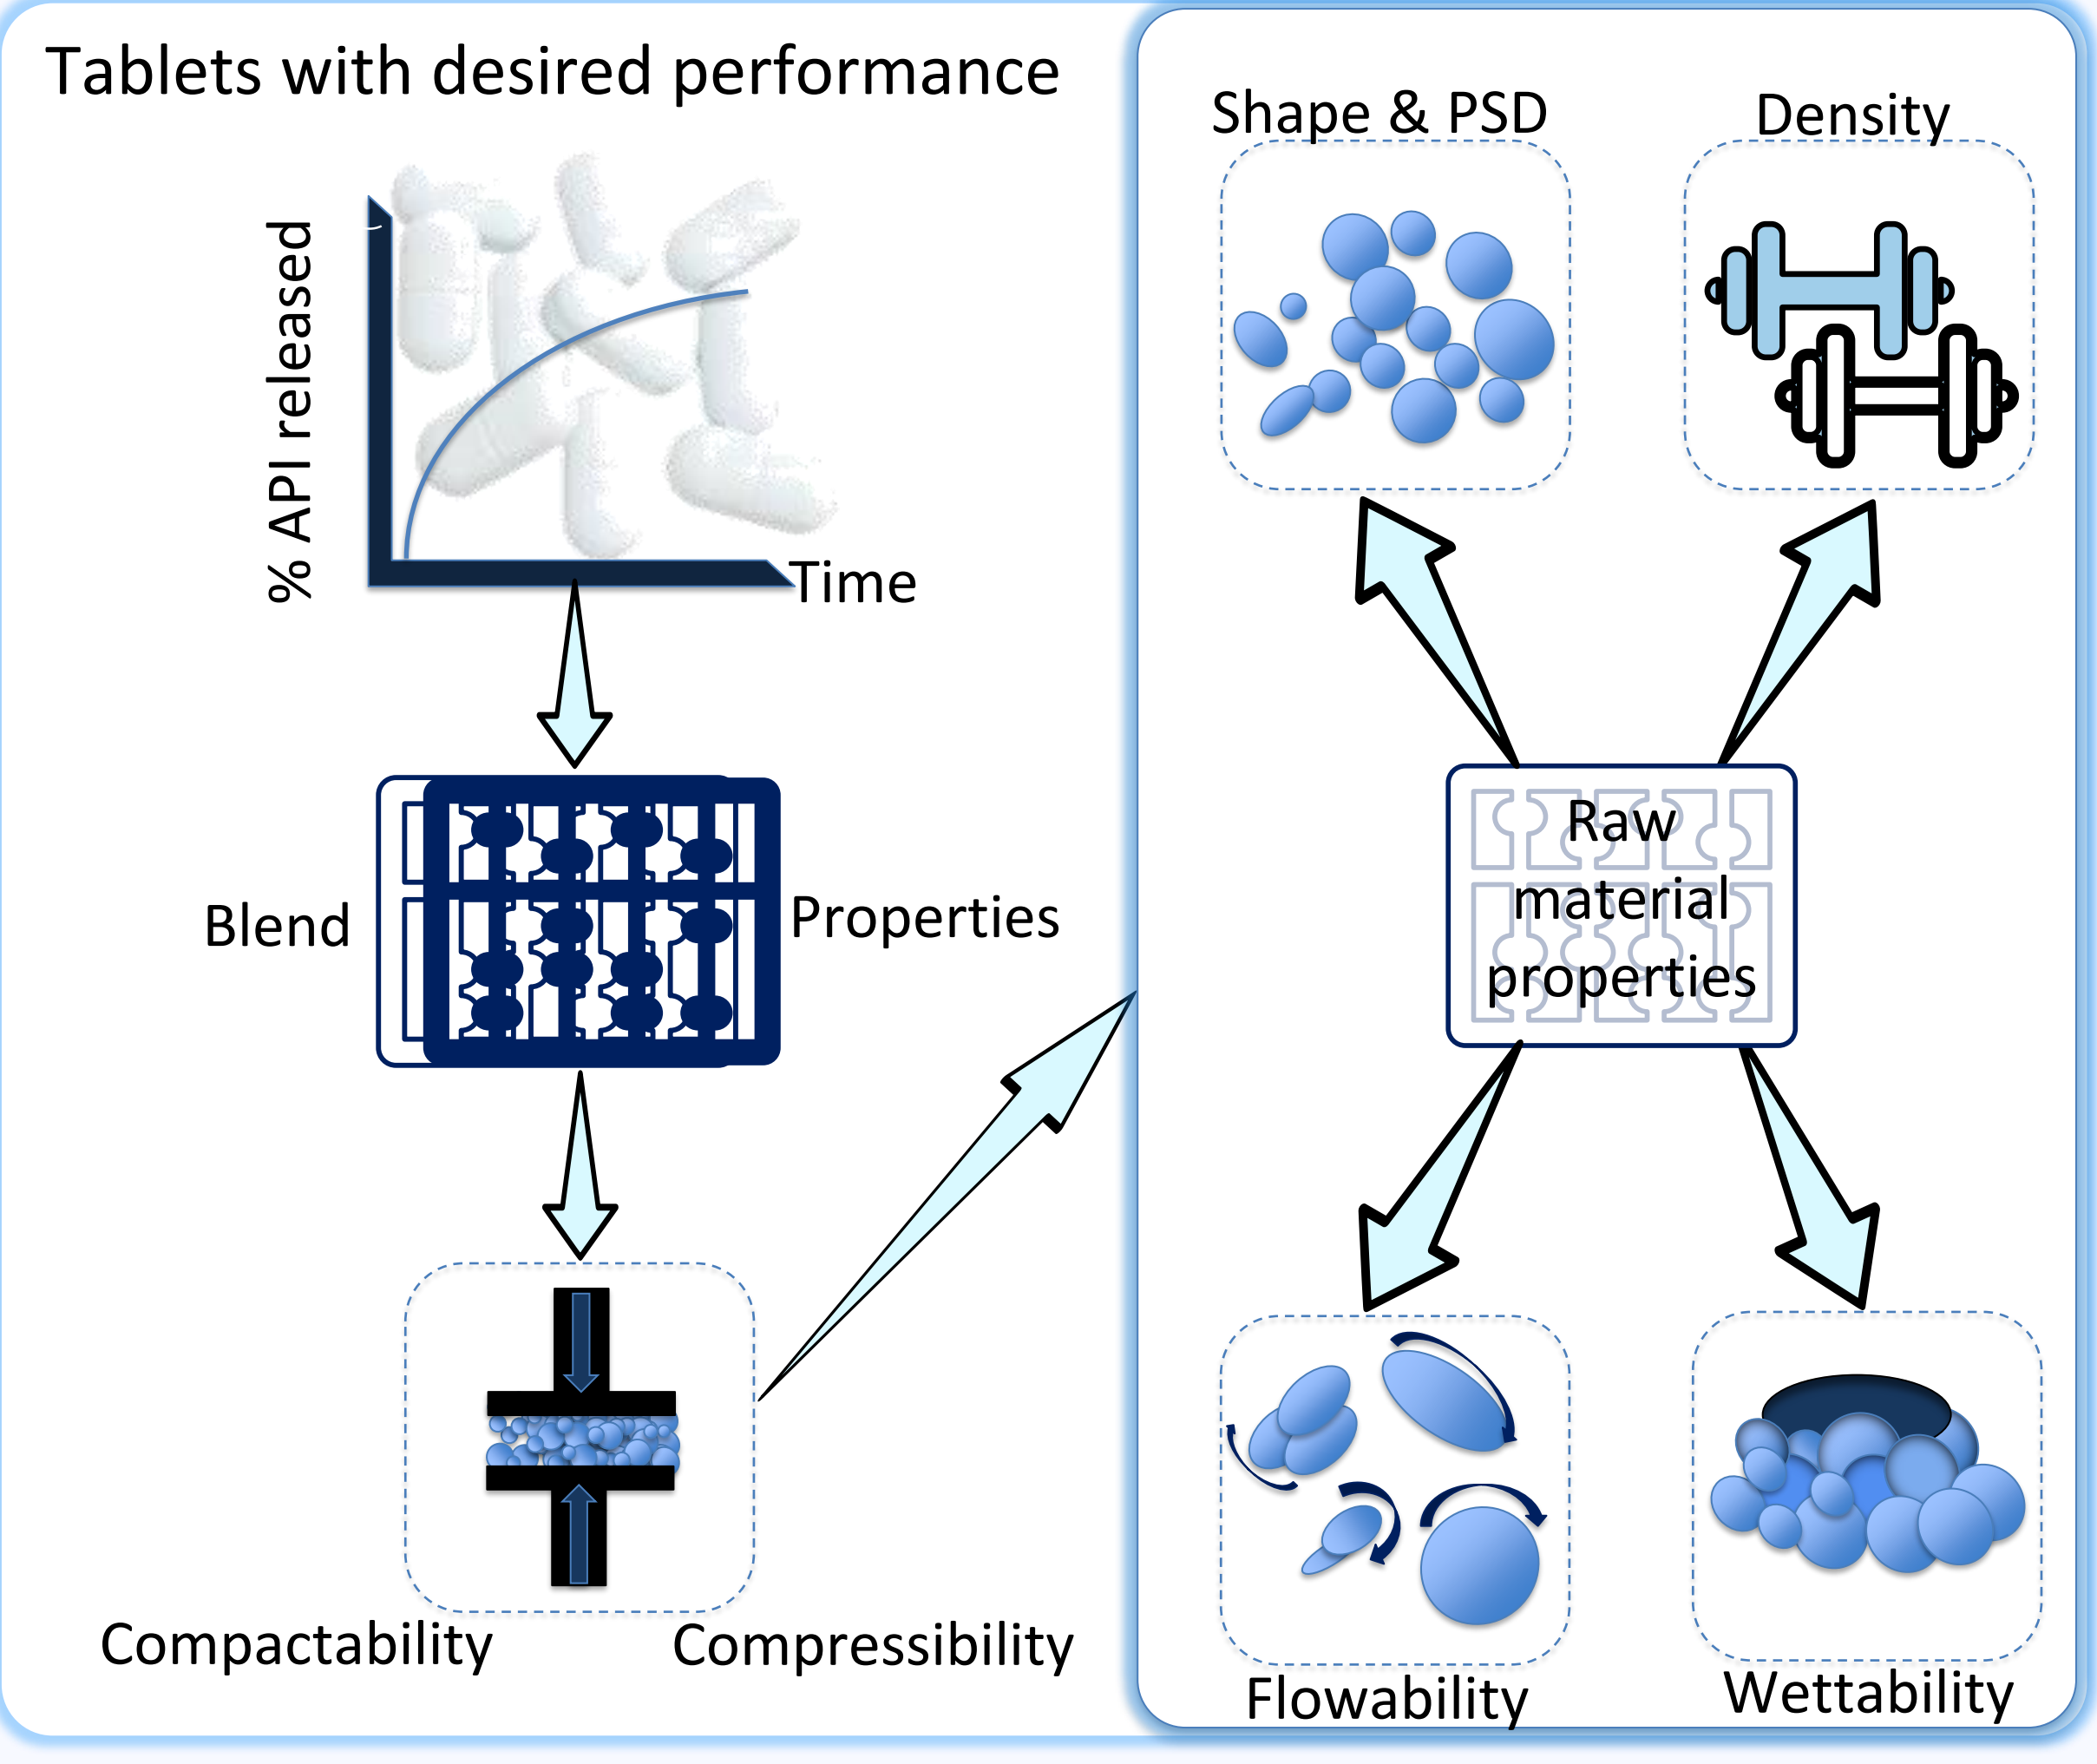 Tablets with desired performance
% API released
Time
Blend
Properties
Compactability
Compressibility
Shape & PSD
Density
Raw
material
properties
Flowability
Wettability